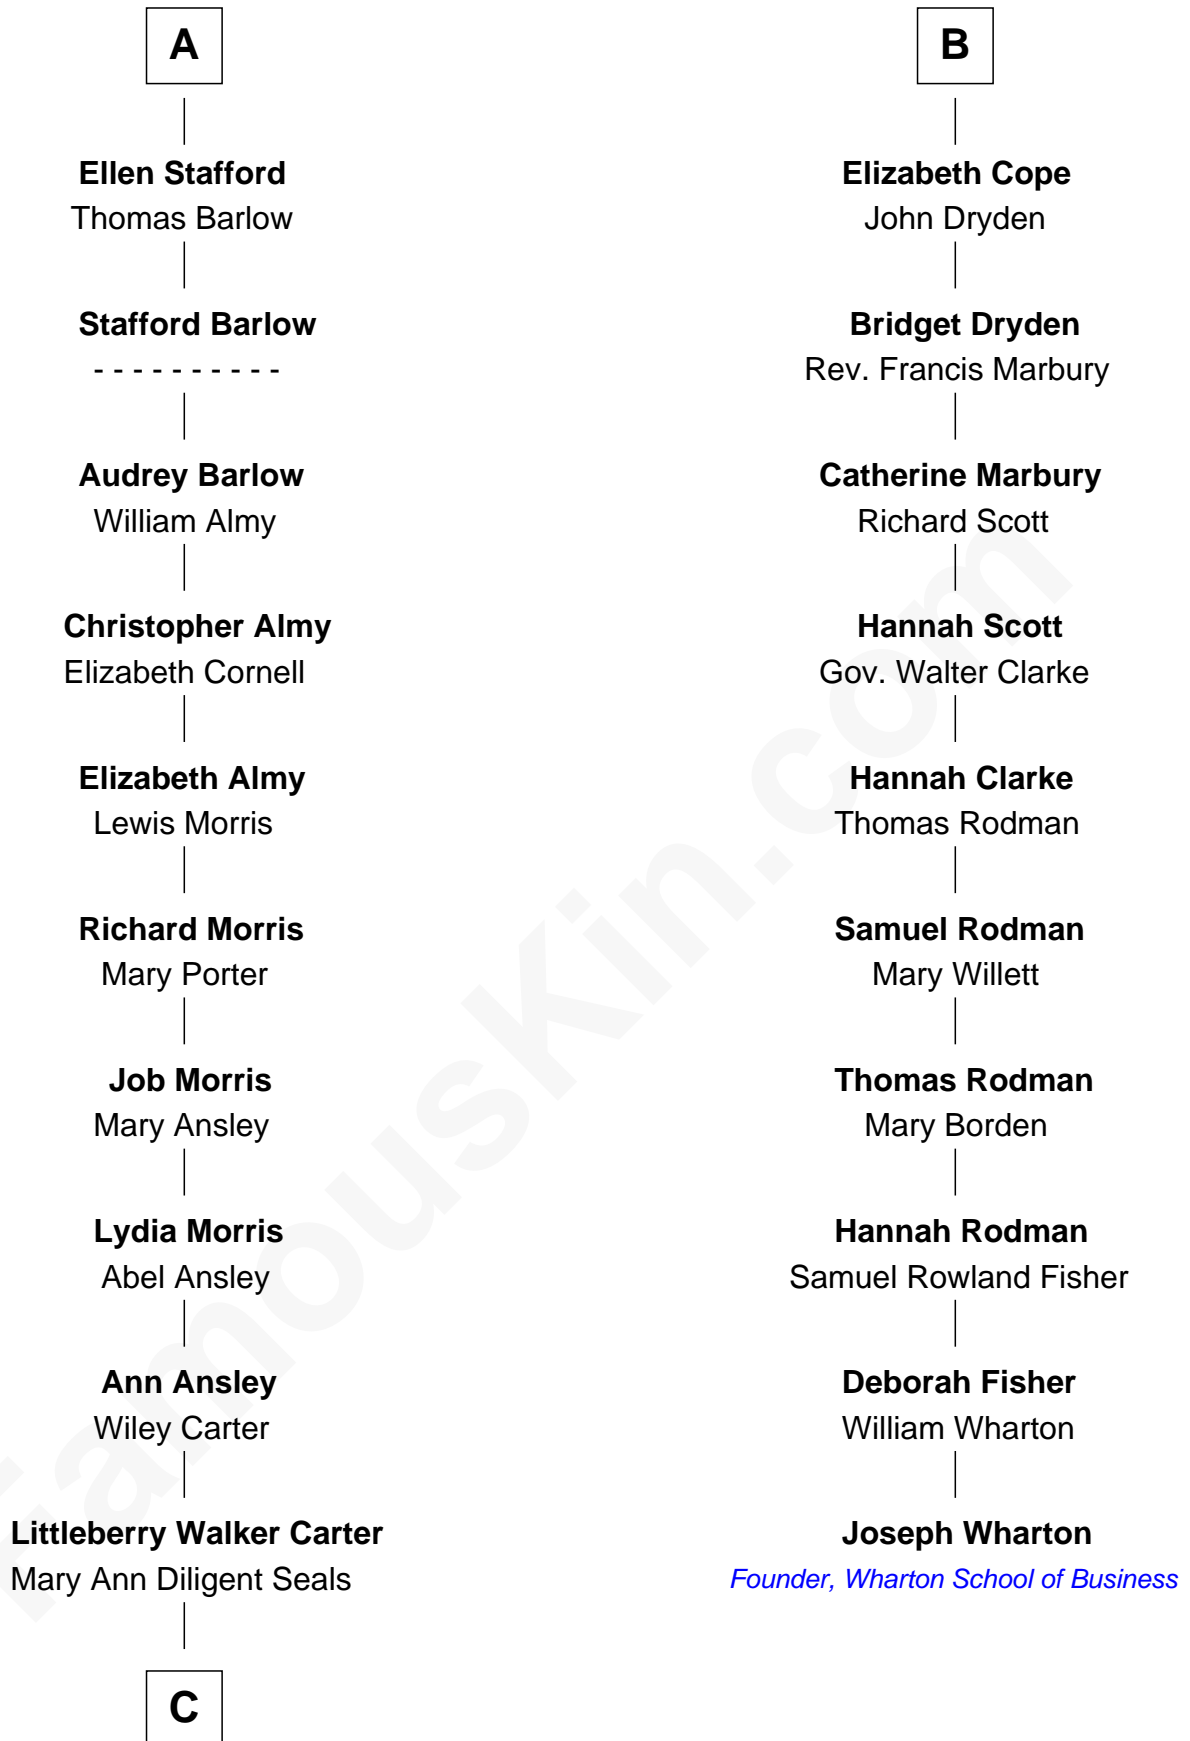 A
Ellen Stafford
Thomas Barlow
Stafford Barlow
- - - - - - - - - -
Audrey Barlow
William Almy
Christopher Almy
Elizabeth Cornell
Elizabeth Almy
Lewis Morris
Richard Morris
Mary Porter
Job Morris
Mary Ansley
Lydia Morris
Abel Ansley
Ann Ansley
Wiley Carter
Littleberry Walker Carter
Mary Ann Diligent Seals
C
B
Elizabeth Cope
John Dryden
Bridget Dryden
Rev. Francis Marbury
Catherine Marbury
Richard Scott
Hannah Scott
Gov. Walter Clarke
Hannah Clarke
Thomas Rodman
Samuel Rodman
Mary Willett
Thomas Rodman
Mary Borden
Hannah Rodman
Samuel Rowland Fisher
Deborah Fisher
William Wharton
Joseph Wharton
Founder, Wharton School of Business
FamousKin.com